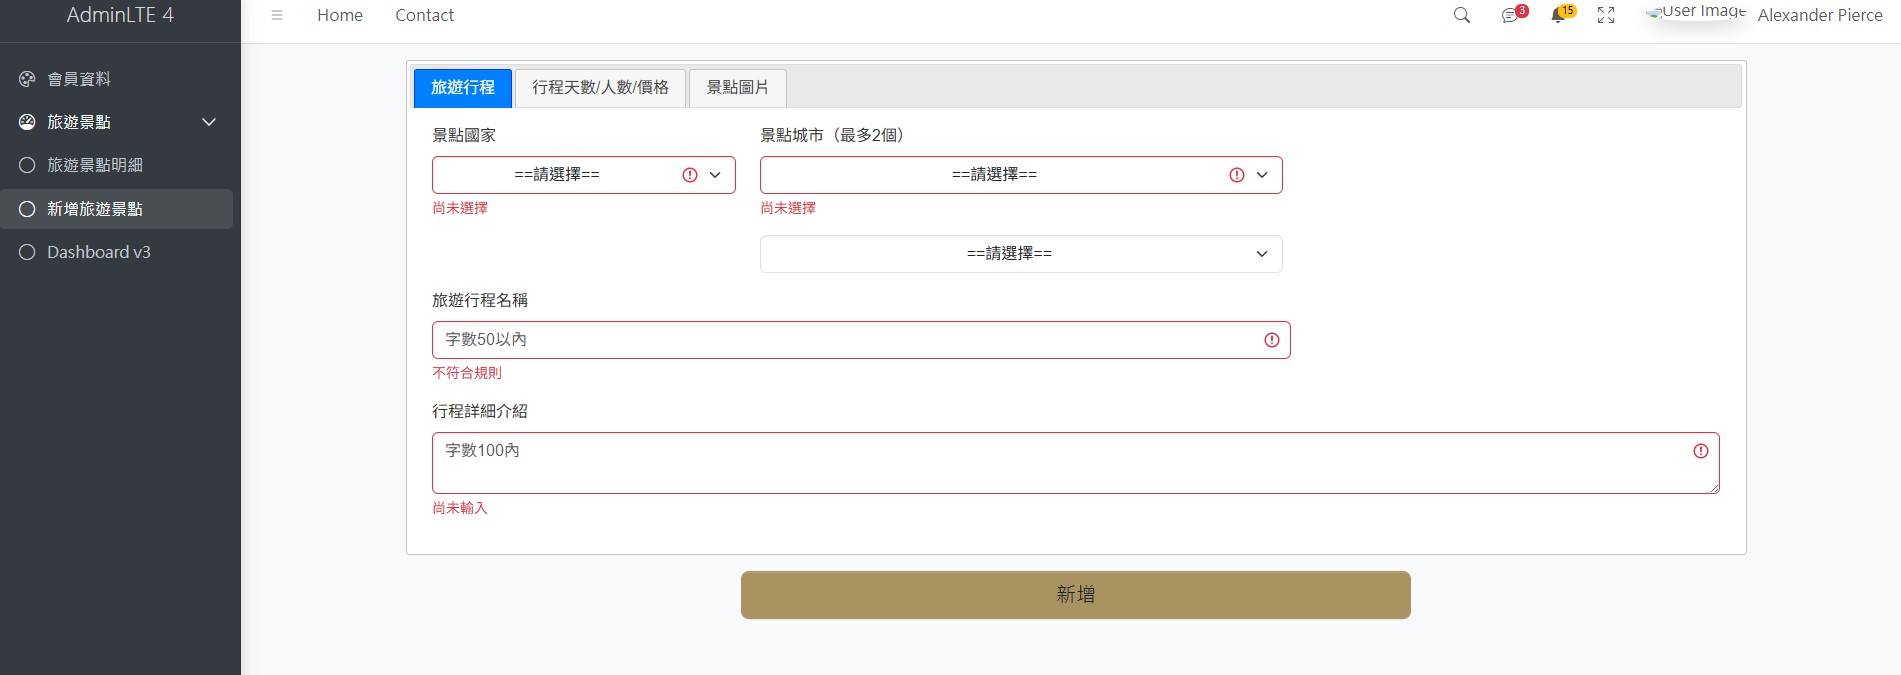 AdminLTE 4
Home
Contact
3
15
User Image
Alexander Pierce
會員資料
旅遊景點
旅遊景點明細
新增旅遊景點
Dashboard v3
旅遊行程
行程天數/人數/價格
景點圖片
景點國家
景點城市（最多2個）
==請選擇==
==請選擇==
尚未選擇
尚未選擇
==請選擇==
旅遊行程名稱
字數50以內
不符合規則
行程詳細介紹
字數100內
尚未輸入
新增